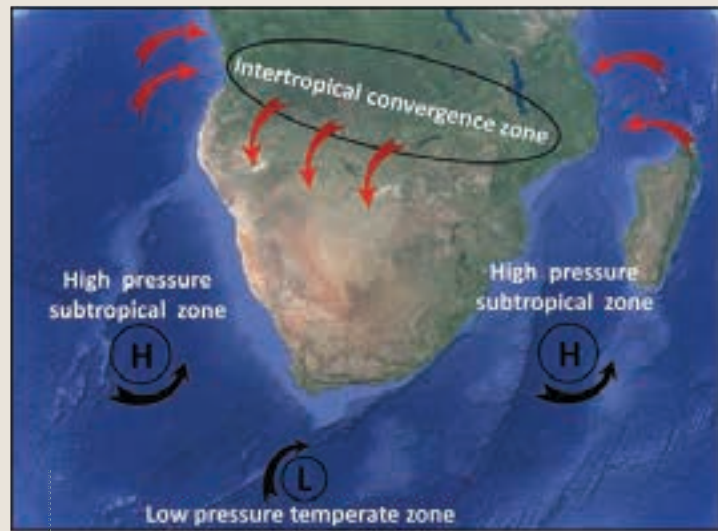 Intertropical convergence zone
High pressure
subtropical zone
H
High pressure
subtropical zone
H
L
Low pressure temperate zone